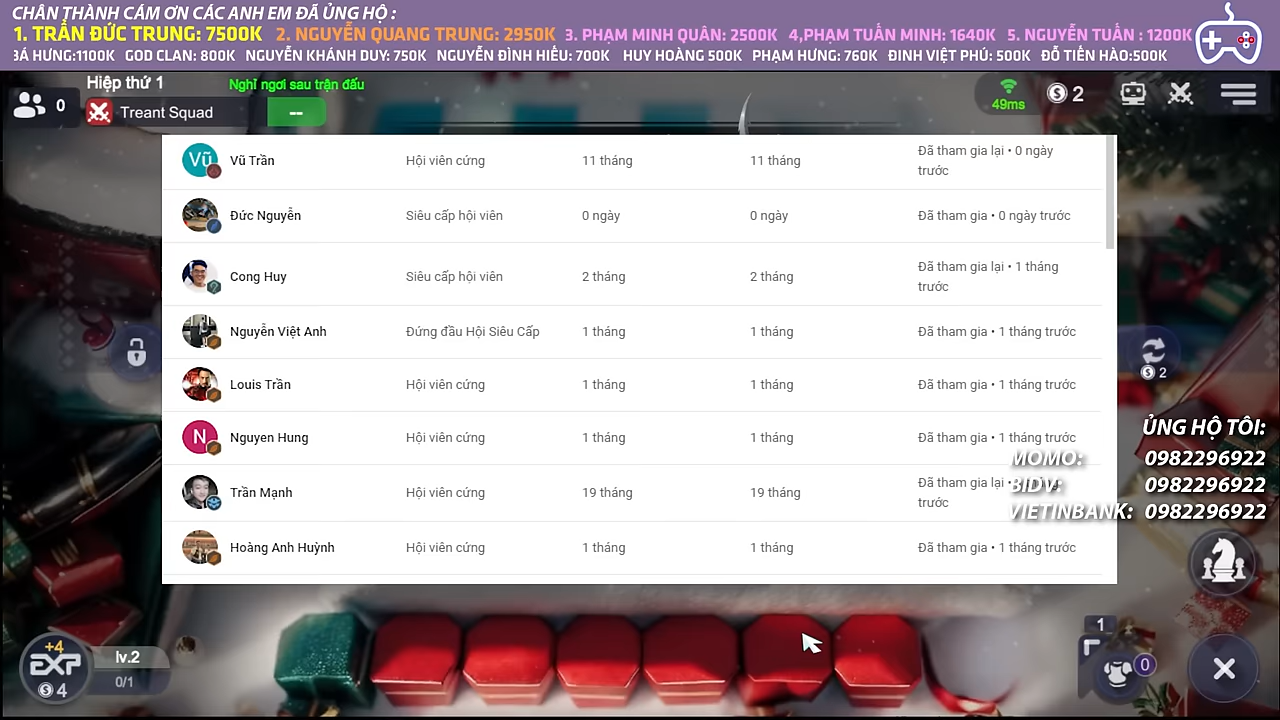 CHÂN THÀNH CÁM ƠN CÁC ANH EM ĐÃ ỦNG HỘ :
1. TRẦN ĐỨC TRUNG: 7500K 2. NGUYỄN QUANG TRUNG: 2950K 3. PHẠM MINH QUÂN: 2500K 4,PHẠM TUẤN MINH: 1640K 5. NGUYỄN TUẤN : 1200K
BÁ HƯNG:1100K GOD CLAN: 800K NGUYỄN KHÁNH DUY: 750K NGUYỄN ĐÌNH HIẾU: 700K HUY HOÀNG 500K PHẠM HƯNG: 760K ĐINH VIỆT PHÚ: 500K ĐỖ TIẾN HÀO:500K
Hiệp thứ 1 Nghỉ ngơi sau trận đấu
0 Treant Squad -- 49ms 2
Vũ Vũ Trần Hội viên cứng 11 tháng 11 tháng Đã tham gia lại • 0 ngày
trước
Đức Nguyễn Siêu cấp hội viên 0 ngày 0 ngày Đã tham gia • 0 ngày trước
Cong Huy Siêu cấp hội viên 2 tháng 2 tháng Đã tham gia lại • 1 tháng
trước
Nguyễn Việt Anh Đứng đầu Hội Siêu Cấp 1 tháng 1 tháng Đã tham gia • 1 tháng trước
2
Louis Trần Hội viên cứng 1 tháng 1 tháng Đã tham gia • 1 tháng trước
N Nguyen Hung Hội viên cứng 1 tháng 1 tháng Đã tham gia • 1 tháng trước
ỦNG HỘ TÔI:
MOMO: 0982296922
Trần Mạnh Hội viên cứng 19 tháng 19 tháng Đã tham gia lại
trước
BIDV: 0982296922
VIETINBANK: 0982296922
Hoàng Anh Huỳnh Hội viên cứng 1 tháng 1 tháng Đã tham gia • 1 tháng trước
+4
EXP
4
lv.2
0/1
1
0